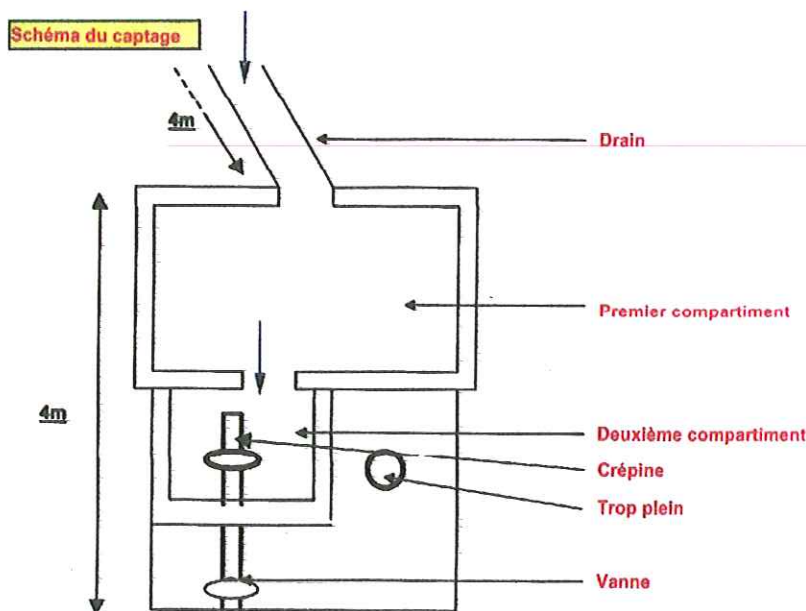 Schéma du captage
4m
Drain
Premier compartiment
4m
Deuxième compartiment
Crépine
Trop plein
Vanne